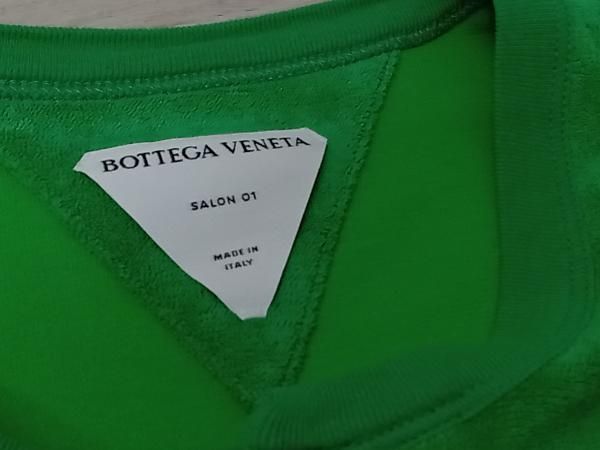 BOTTEGA VENETA
SALON 01
MADE IN
ITALY